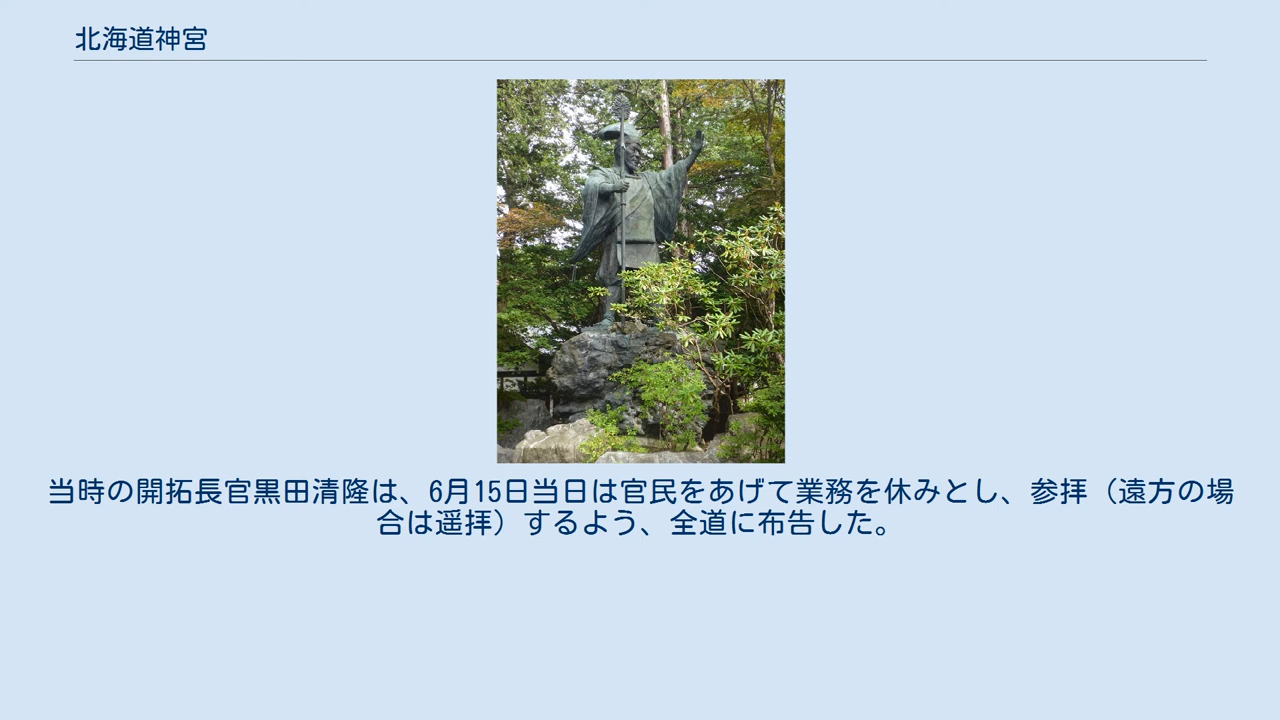 北海道神宮
当時の開拓長官黒田清隆は、6月15日当日は官民をあげて業務を休みとし、参拝（遠方の場
合は遥拝）するよう、全道に布告した。